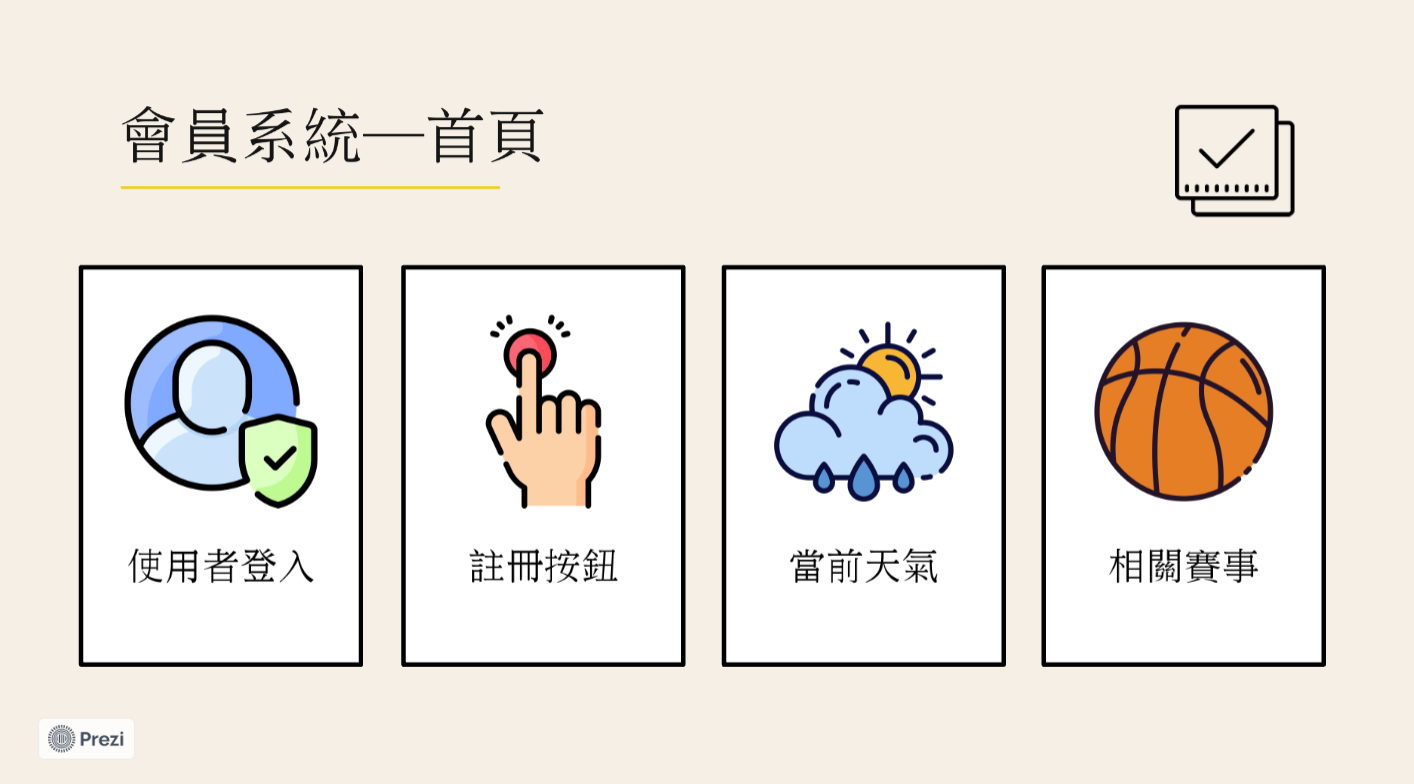 會員系統—首頁
使用者登入
註冊按鈕
當前天氣
相關賽事
Prezi